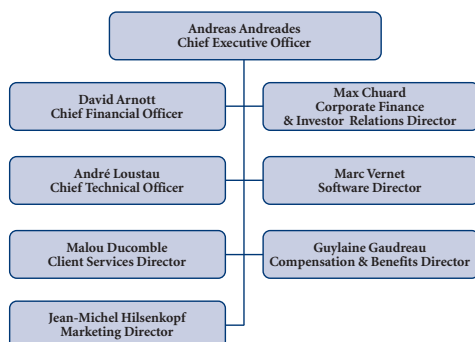 Andreas Andreades
Chief Executive Officer
David Arnott
Chief Financial Officer
Max Chuard
Corporate Finance
& Investor Relations Director
André Loustau
Chief Technical Officer
Marc Vernet
Software Director
Malou Ducomble
Client Services Director
Guylaine Gaudreau
Compensation & Benefits Director
Jean-Michel Hilsenkopf
Marketing Director